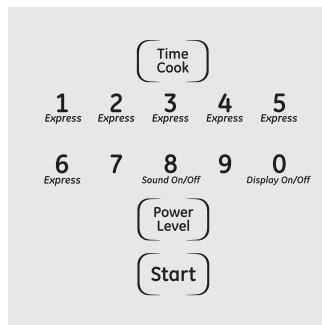 Time
Cook
1 2 3 4 5
Express Express Express Express Express
6 7 8 9 0
Express Sound On/Off Display On/Off
Power
Level
Start